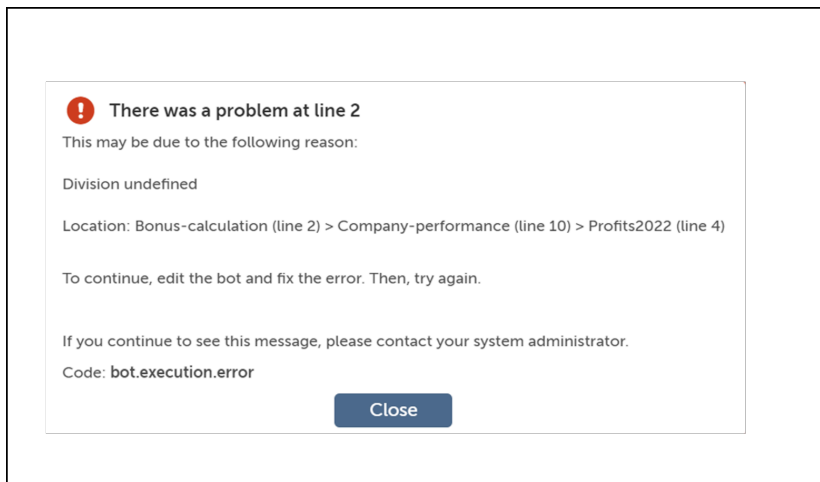 There was a problem at line 2
This may be due to the following reason:
Division undefined
Location: Bonus-calculation (line 2) > Company-performance (line 10) > Profits2022 (line 4)
To continue, edit the bot and fix the error. Then, try again.
If you continue to see this message, please contact your system administrator.
Code: bot.execution.error
Close